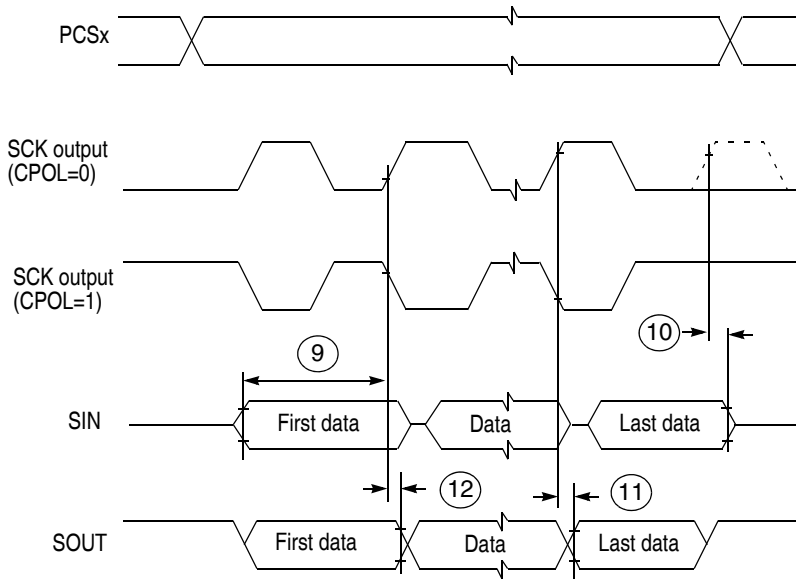 PCSx
SCK output
(CPOL=0)
SCK output
(CPOL=1)
10
9
SIN
First data
Data
Last data
12
11
SOUT
First data
Data
Last data